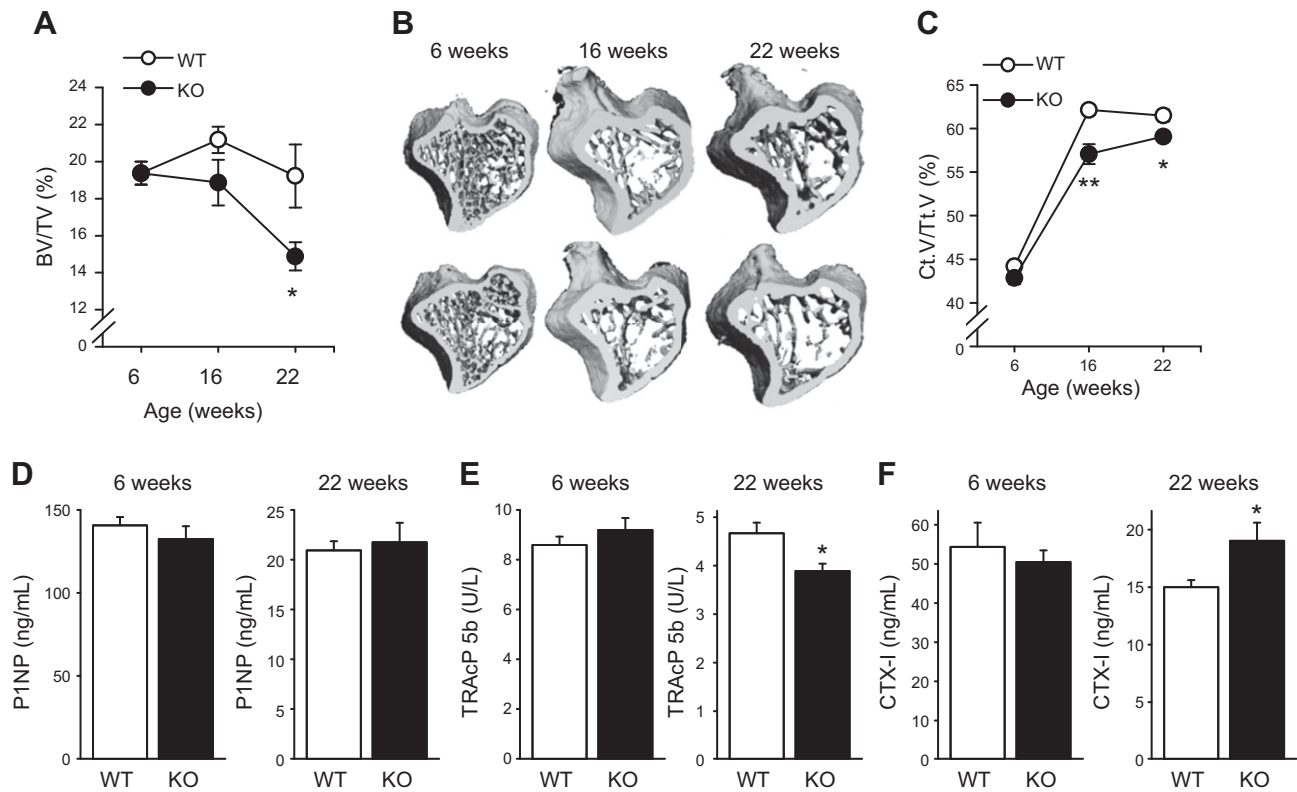 A
WT
KO
24
22
20
18
16
14
12
0
BV/TV (%)
6 16 22
Age (weeks)
*
B
6 weeks 16 weeks 22 weeks
C
WT
KO
65
60
55
50
45
40
0
Ct.V/Tt.V (%)
** *
6 16 22
Age (weeks)
D
6 weeks
150
100
50
0
P1NP (ng/mL)
WT KO
22 weeks
25
20
15
10
5
0
P1NP (ng/mL)
WT KO
E
6 weeks
10
8
6
4
2
0
TRAcP 5b (U/L)
WT KO
22 weeks
5
4
3
2
1
0
TRAcP 5b (U/L)
*
WT KO
F
6 weeks
60
50
40
30
20
10
0
CTX-I (ng/mL)
WT KO
22 weeks
20
15
10
5
0
CTX-I (ng/mL)
*
WT KO